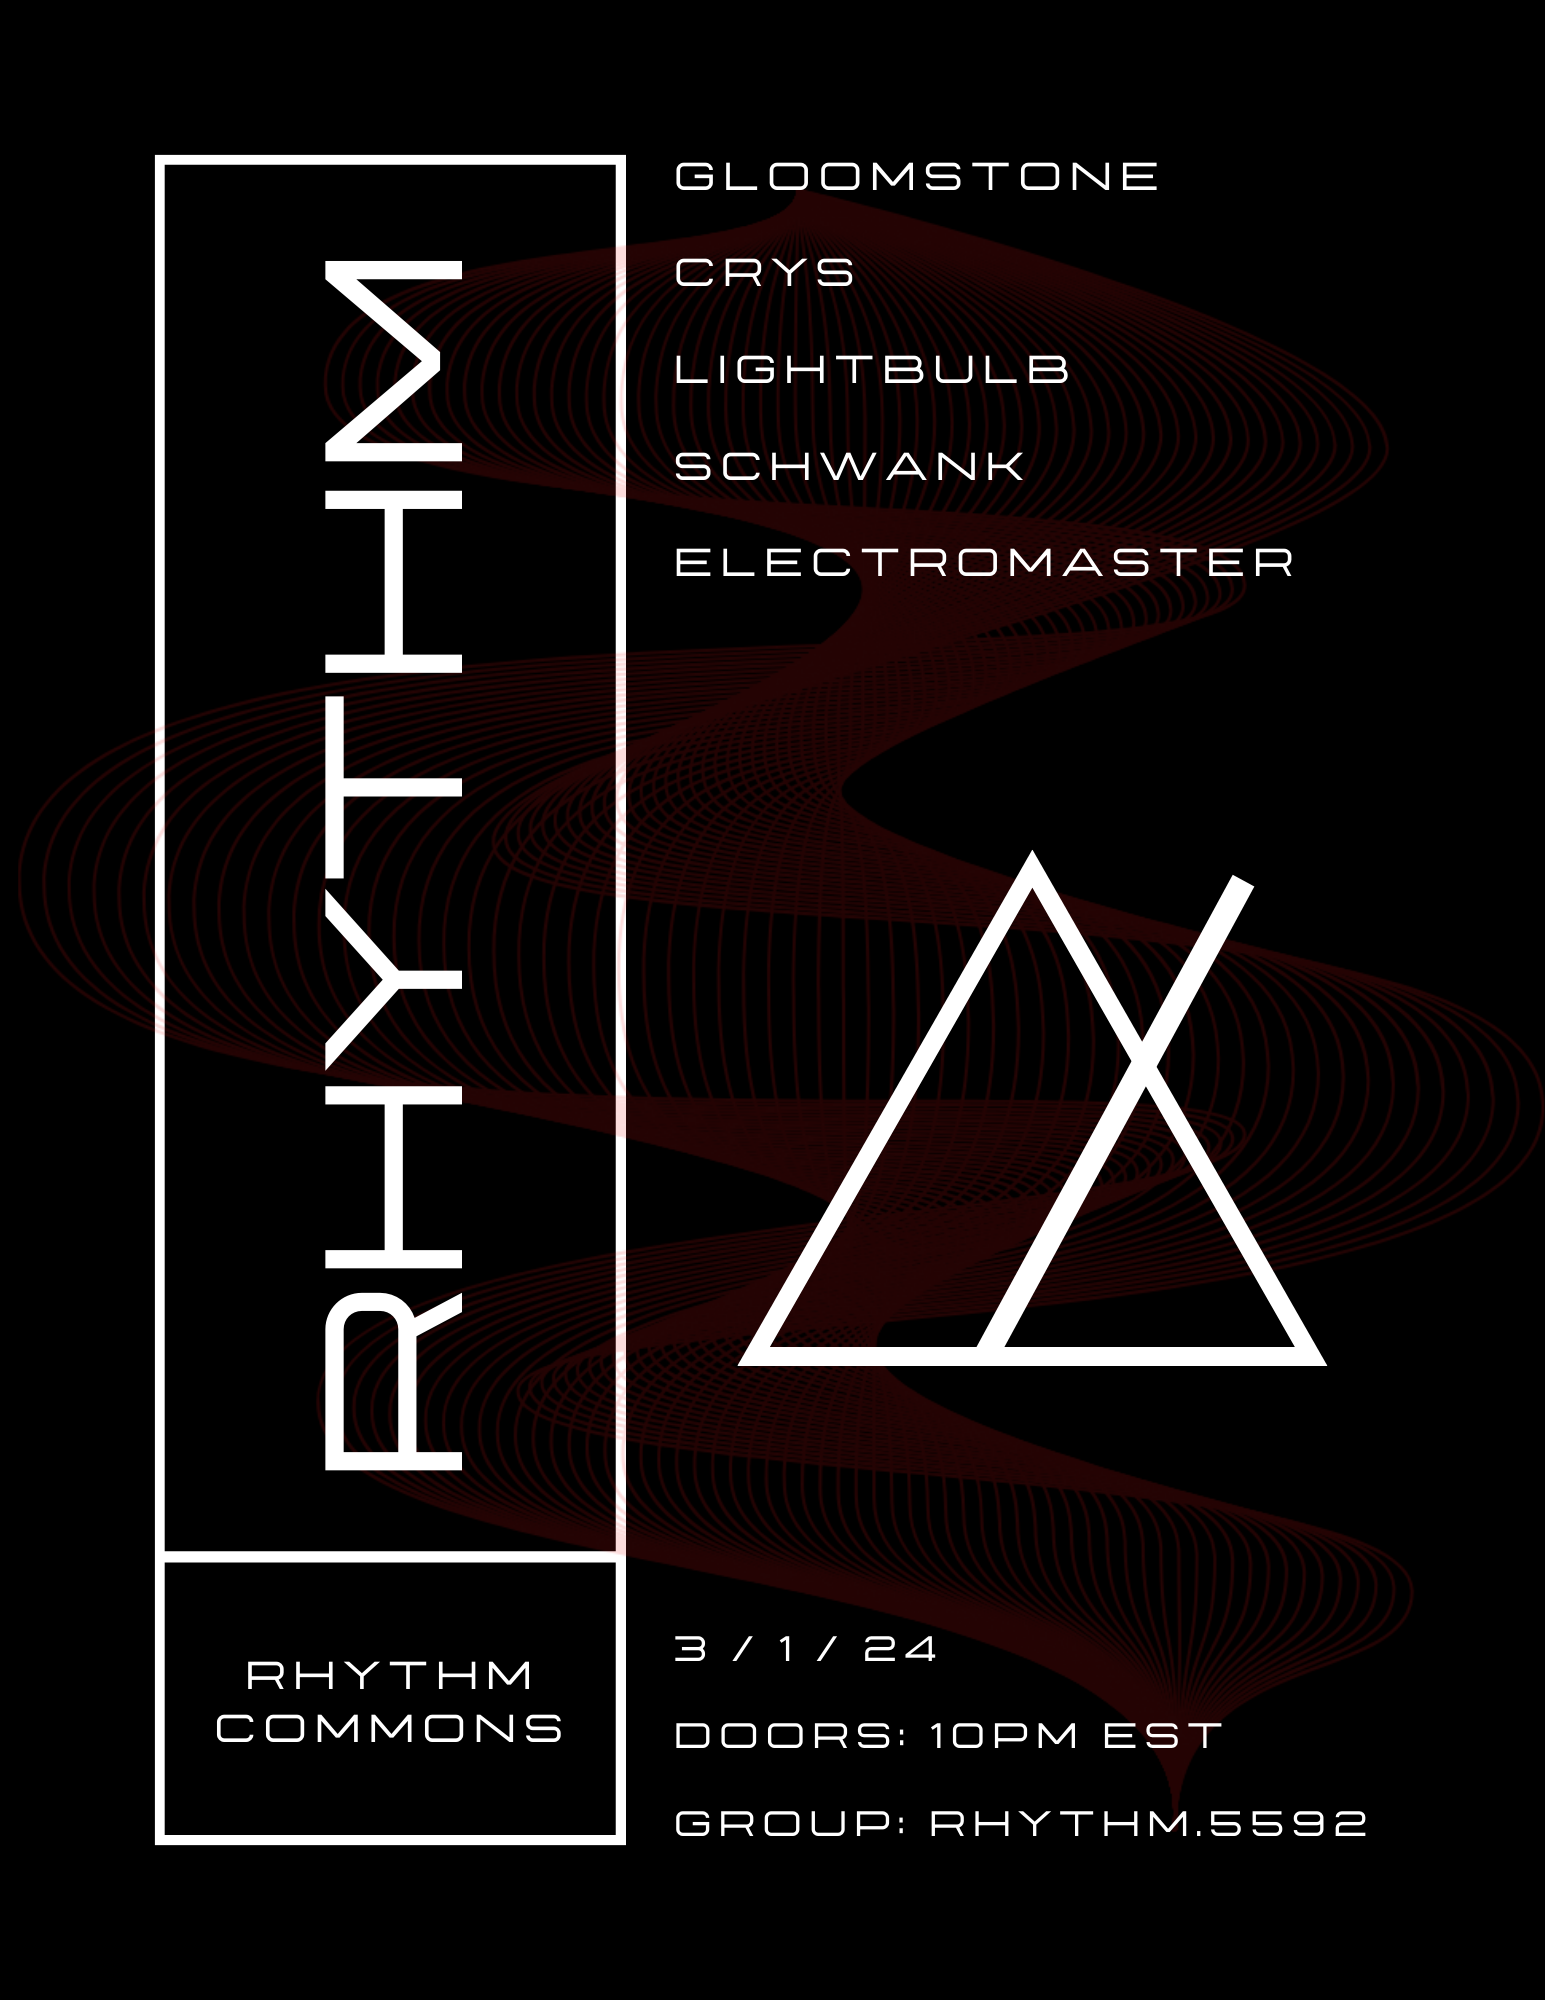 RHYTHM
RHYTHM
COMMONS
GLOOMSTONE
CRYS
LIGHTBULB
SCHWANK
ELECTROMASTER
3 / 1 / 24
DOORS: 10PM EST
GROUP: RHYTHM.5592